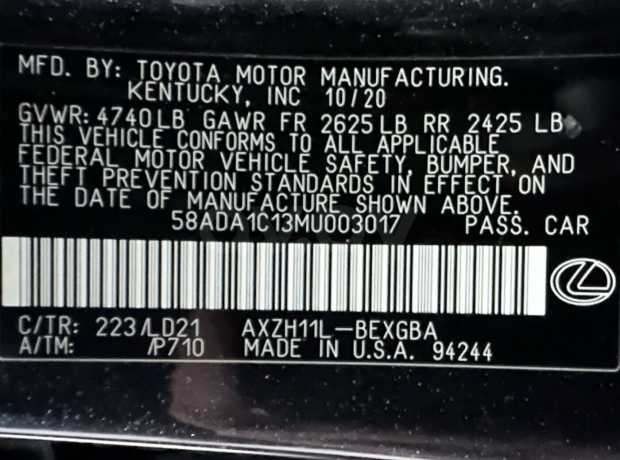 MFD. BY: TOYOTA MOTOR MANUFACTURING.
KENTUCKY, INC 10/20
GVWR: 4740LB GAWR FR 2625LB RR 2425 LB
THIS VEHICLE CONFORMS TO ALL APPLICABLE
FEDERAL MOTOR VEHICLE SAFETY, BUMPER, AND
THEFT PREVENTION STANDARDS IN EFFECT ON
THE DATE OF MANUFACTURE SHOWN ABOVE.
58ADA1C13MU003017 PASS. CAR
C/TR: 223/LD21 AXZH11L-BEXGBA
A/TM: /P710 MADE IN U.S.A. 94244